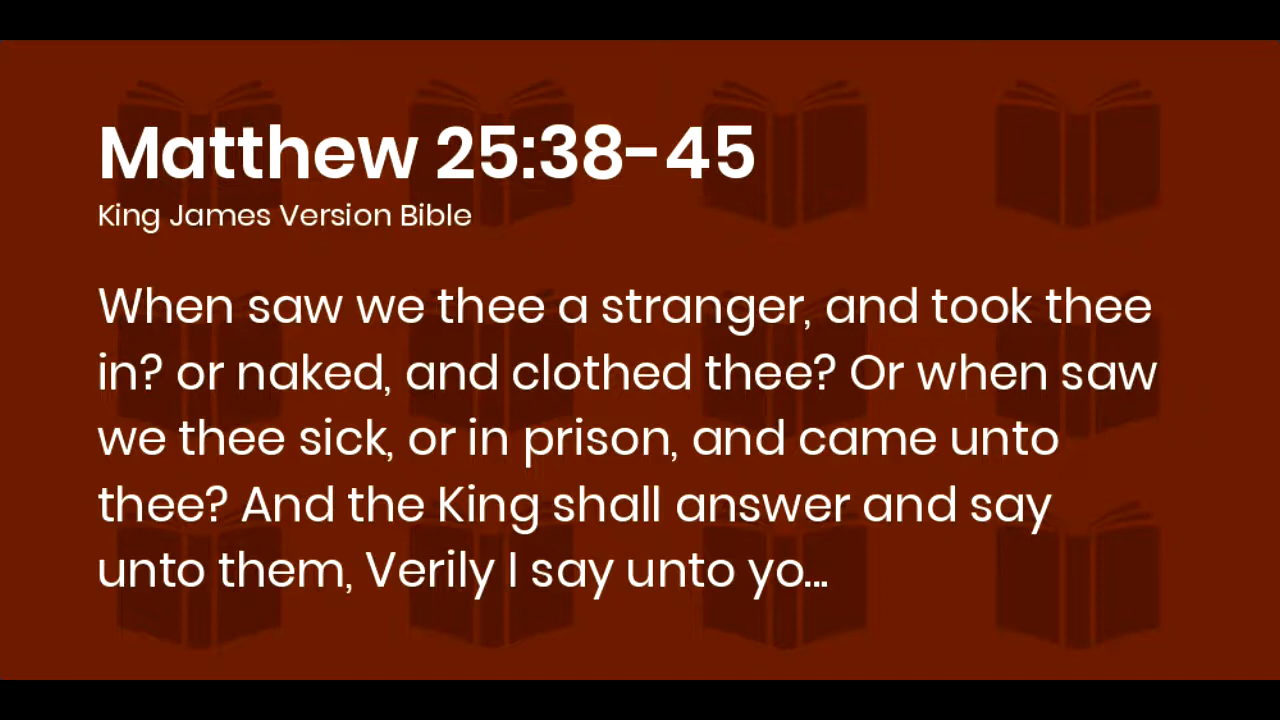 Matthew 25:38-45
King James Version Bible
When saw we thee a stranger, and took thee
in? or naked, and clothed thee? Or when saw
we thee sick, or in prison, and came unto
thee? And the King shall answer and say
unto them, Verily I say unto yo...